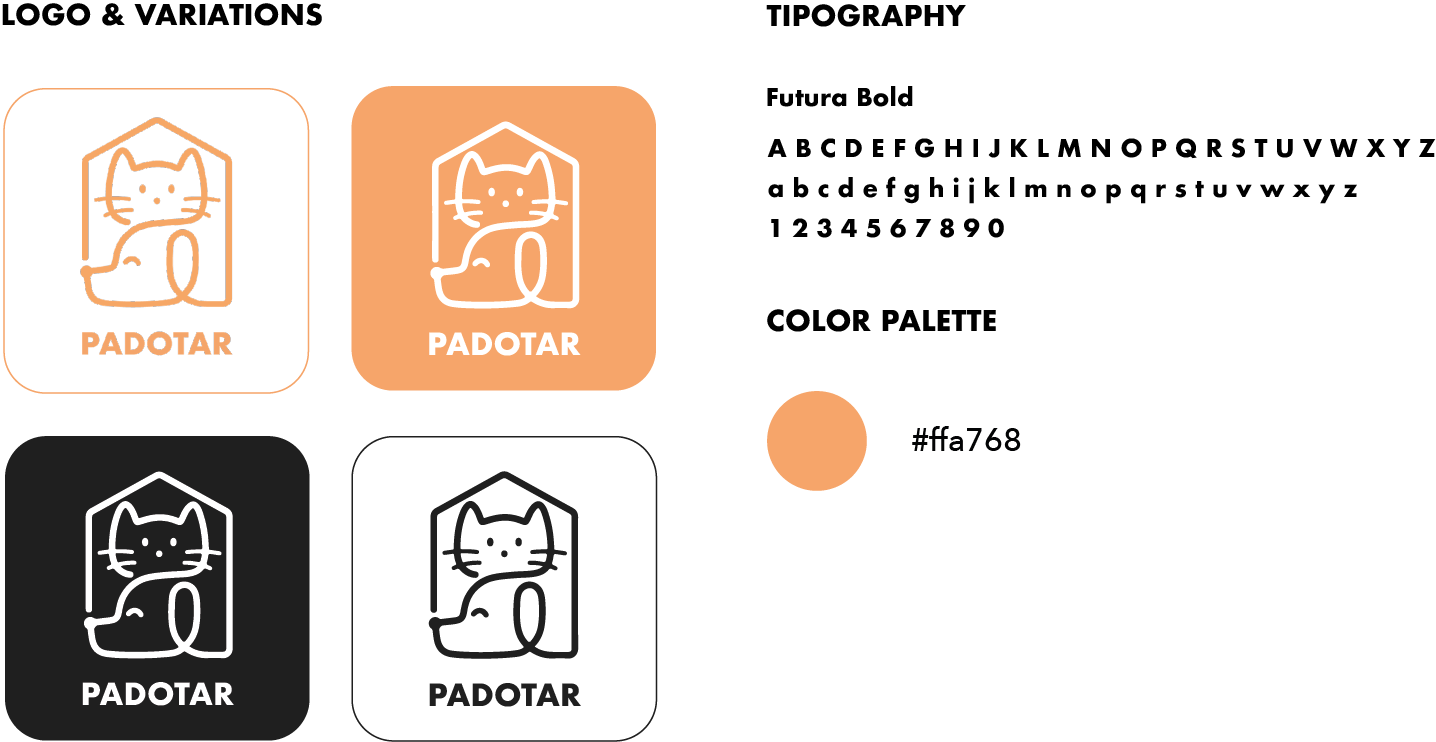 LOGO & VARIATIONS
PADOTAR
PADOTAR
PADOTAR
PADOTAR
TIPOGRAPHY
Futura Bold
A B C D E F G H I J K L M N O P Q R S T U V W X Y Z
a b c d e f g h i j k l m n o p q r s t u v w x y z
1 2 3 4 5 6 7 8 9 0
COLOR PALETTE
#ffa768